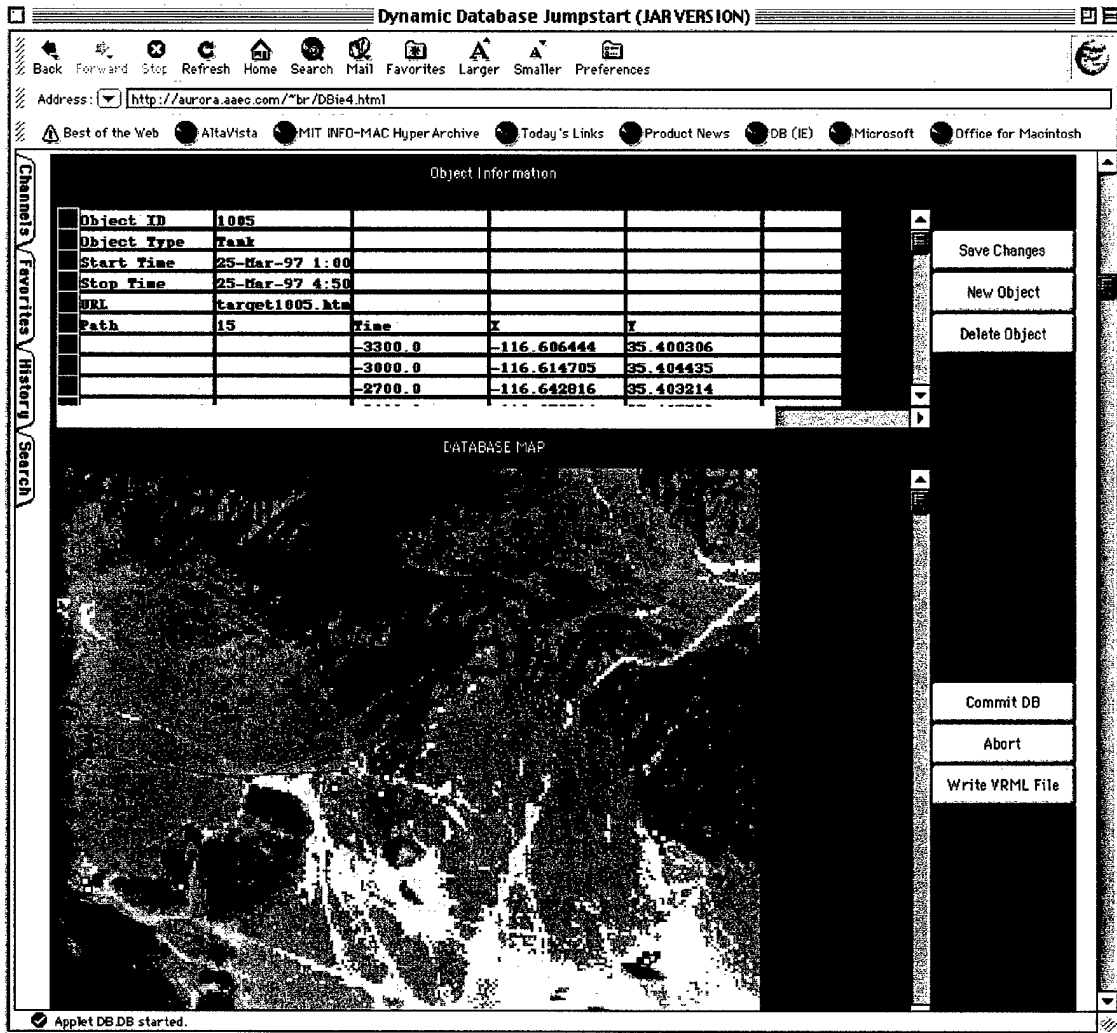 Dynamic Database Jumpstart (JAR VERSION)
Back Forward Stop Refresh Home Search Mail Favorites Larger Smaller Preferences
Address: http://aurora.aaec.com/~br/DBie4.html
Best of the Web AltaVista MIT INFO-MAC HyperArchive Today's Links Product News DB (IE) Microsoft Office for Macintosh
Channels
Favorites
History
Search
Object Information
Object ID 1005
Object Type Tank
Start Time 25-Mar-97 1:00
Stop Time 25-Mar-97 4:50
URL target1005.htm
Path 15 Time X Y
-3300.0 -116.606444 35.400306
-3000.0 -116.614705 35.404435
-2700.0 -116.642816 35.403214
Save Changes
New Object
Delete Object
DATABASE MAP
Commit DB
Abort
Write VRML File
Applet DB.DB started.